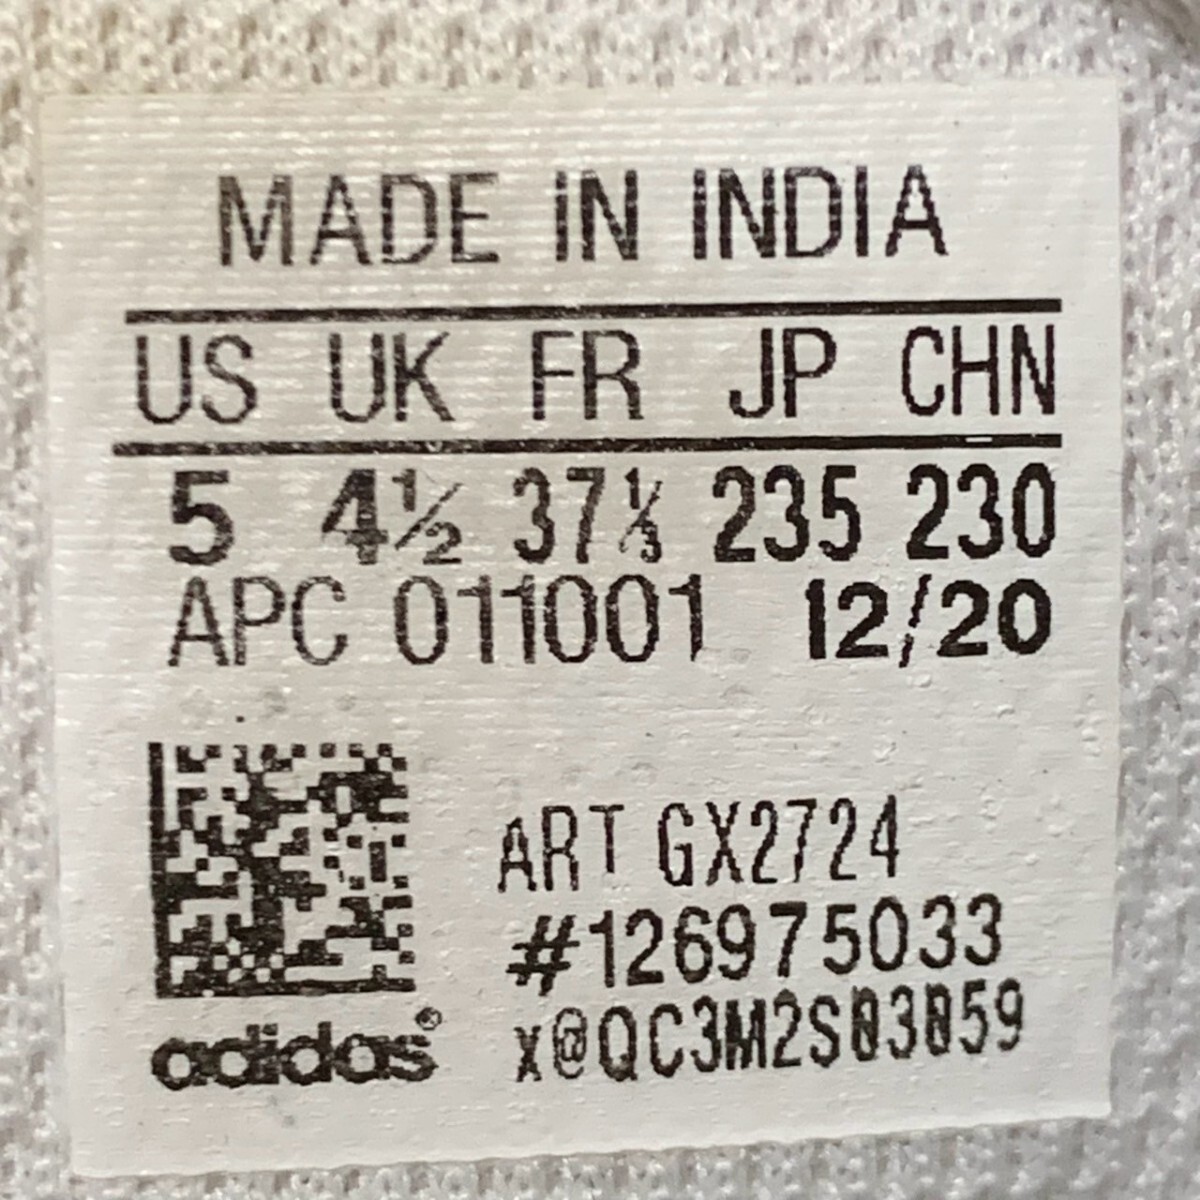 MADE IN INDIA
US UK FR JP CHN
5 4½ 37⅓ 235 230
APC 011001 12/20
ART GX2724
#126975033
adidas® x@QC3M2S03059